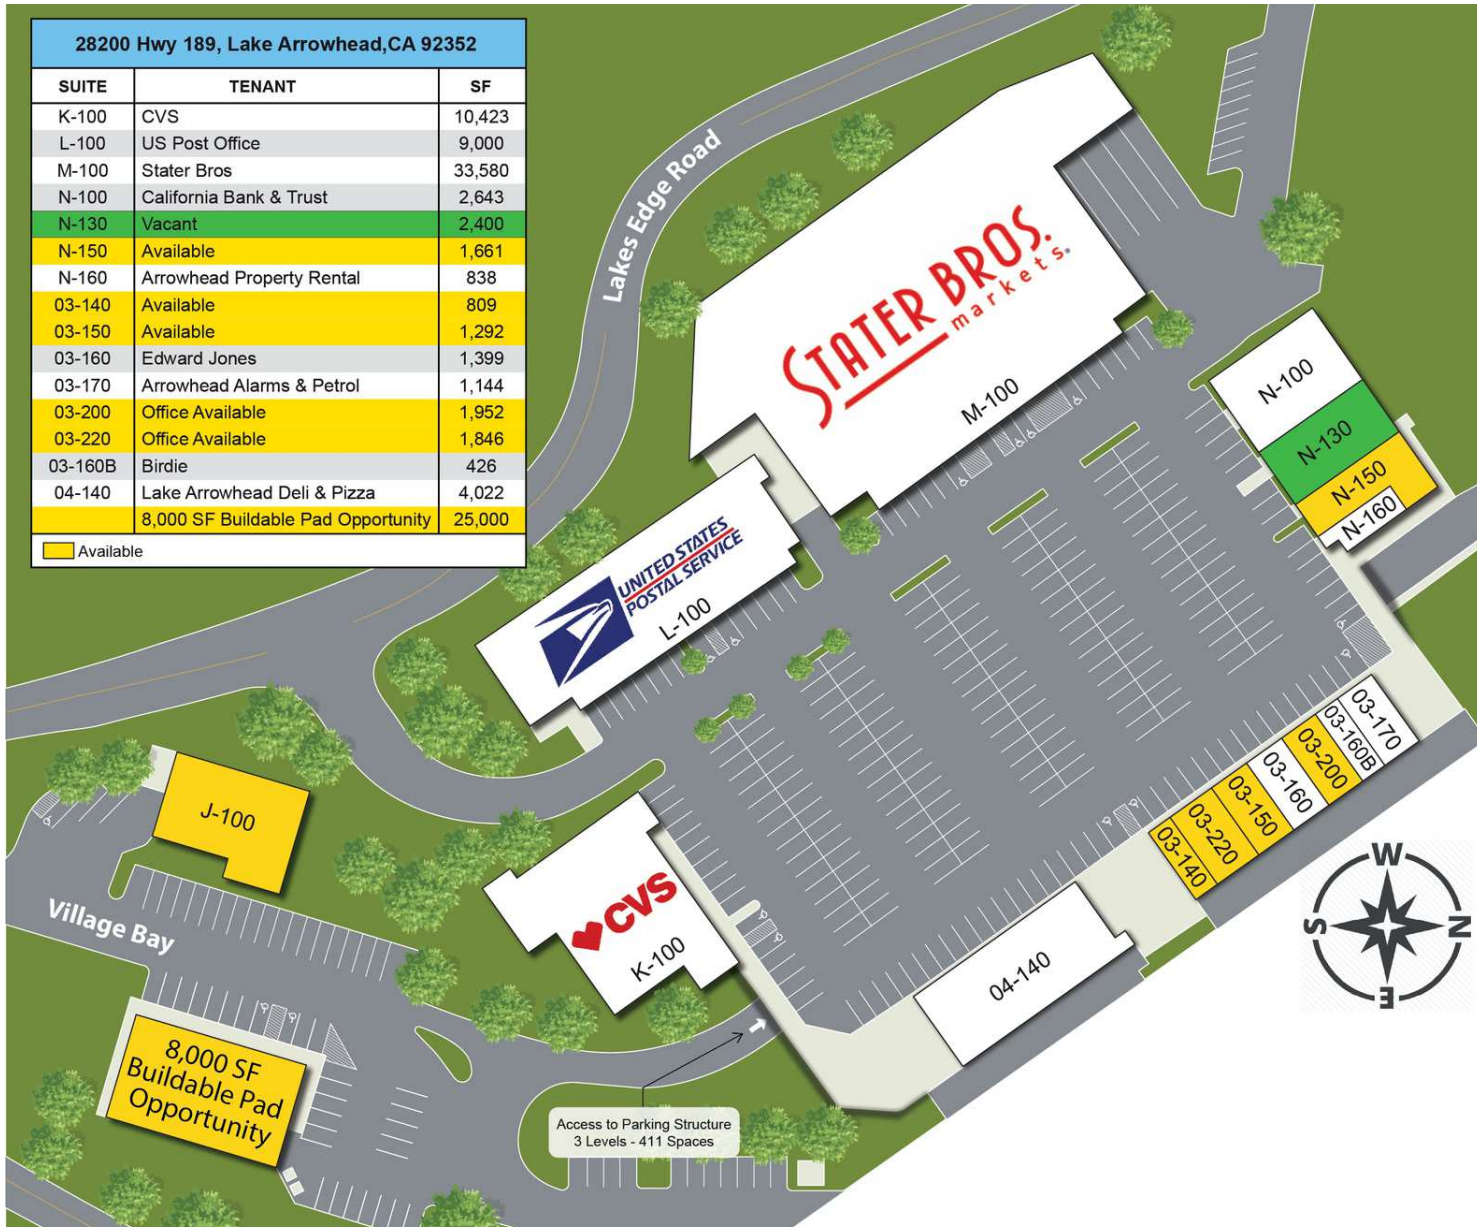 28200 Hwy 189, Lake Arrowhead,CA 92352
SUITE TENANT SF
K-100 CVS 10,423
L-100 US Post Office 9,000
M-100 Stater Bros 33,580
N-100 California Bank & Trust 2,643
N-130 Vacant 2,400
N-150 Available 1,661
N-160 Arrowhead Property Rental 838
03-140 Available 809
03-150 Available 1,292
03-160 Edward Jones 1,399
03-170 Arrowhead Alarms & Petrol 1,144
03-200 Office Available 1,952
03-220 Office Available 1,846
03-160B Birdie 426
04-140 Lake Arrowhead Deli & Pizza 4,022
8,000 SF Buildable Pad Opportunity 25,000
Available
Lakes Edge Road
STATER BROS.
markets®
M-100
N-100
N-130
N-150
N-160
UNITED STATES
POSTAL SERVICE
L-100
03-170
03-160B
03-200
03-160
03-150
03-220
03-140
J-100
Village Bay
CVS
K-100
04-140
W
S
N
E
8,000 SF
Buildable Pad
Opportunity
Access to Parking Structure
3 Levels - 411 Spaces